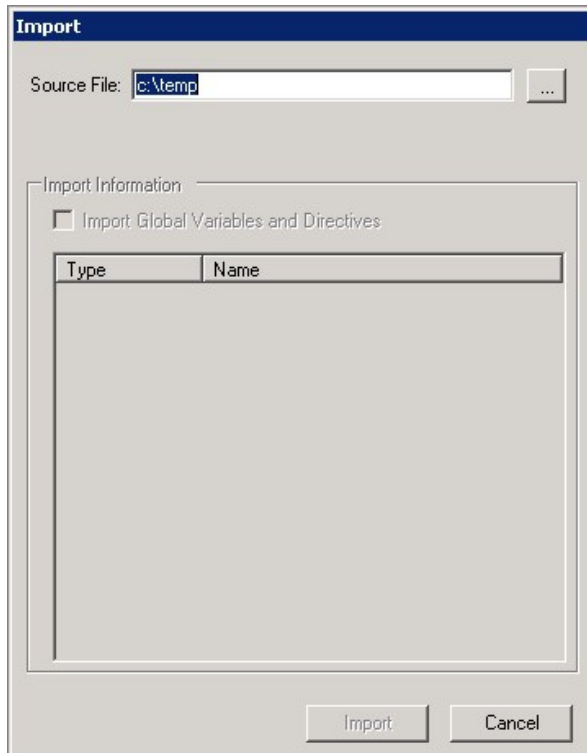 Import
Source File: c:\temp ...
Import Information
Import Global Variables and Directives
Type Name
Import Cancel